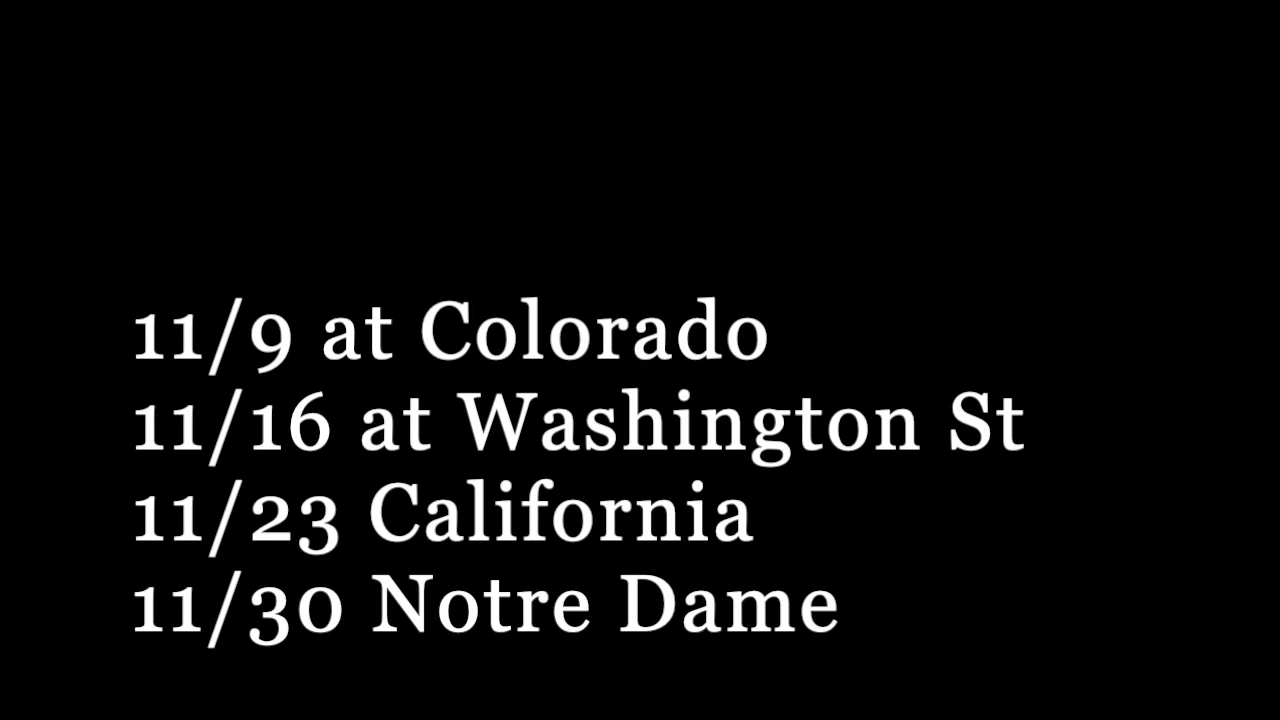 11/9 at Colorado
11/16 at Washington St
11/23 California
11/30 Notre Dame